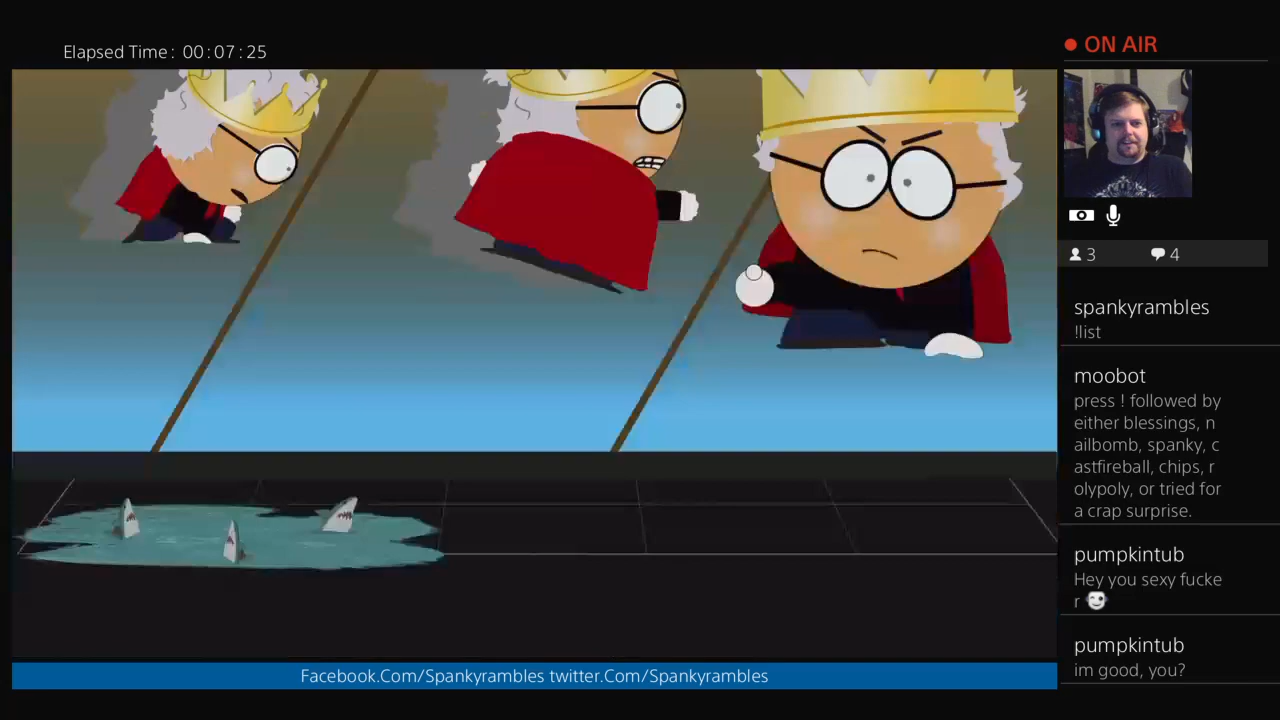 Elapsed Time: 00:07:25
ON AIR
3
4
spankyrambles
!list
moobot
press ! followed by
either blessings, n
ailbomb, spanky, c
astfireball, chips, r
olypoly, or tried for
a crap surprise.
pumpkintub
Hey you sexy fucke
r
pumpkintub
im good, you?
Facebook.Com/Spankyrambles twitter.Com/Spankyrambles